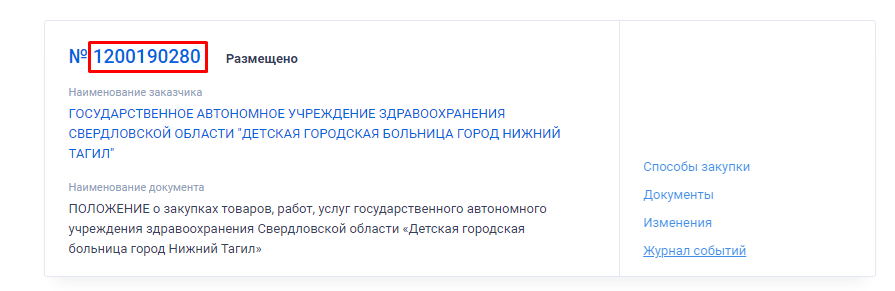 № 1200190280 Размещено
Наименование заказчика
ГОСУДАРСТВЕННОЕ АВТОНОМНОЕ УЧРЕЖДЕНИЕ ЗДРАВООХРАНЕНИЯ
СВЕРДЛОВСКОЙ ОБЛАСТИ "ДЕТСКАЯ ГОРОДСКАЯ БОЛЬНИЦА ГОРОД НИЖНИЙ
ТАГИЛ"
Наименование документа
ПОЛОЖЕНИЕ о закупках товаров, работ, услуг государственного автономного
учреждения здравоохранения Свердловской области «Детская городская
больница город Нижний Тагил»
Способы закупки
Документы
Изменения
Журнал событий